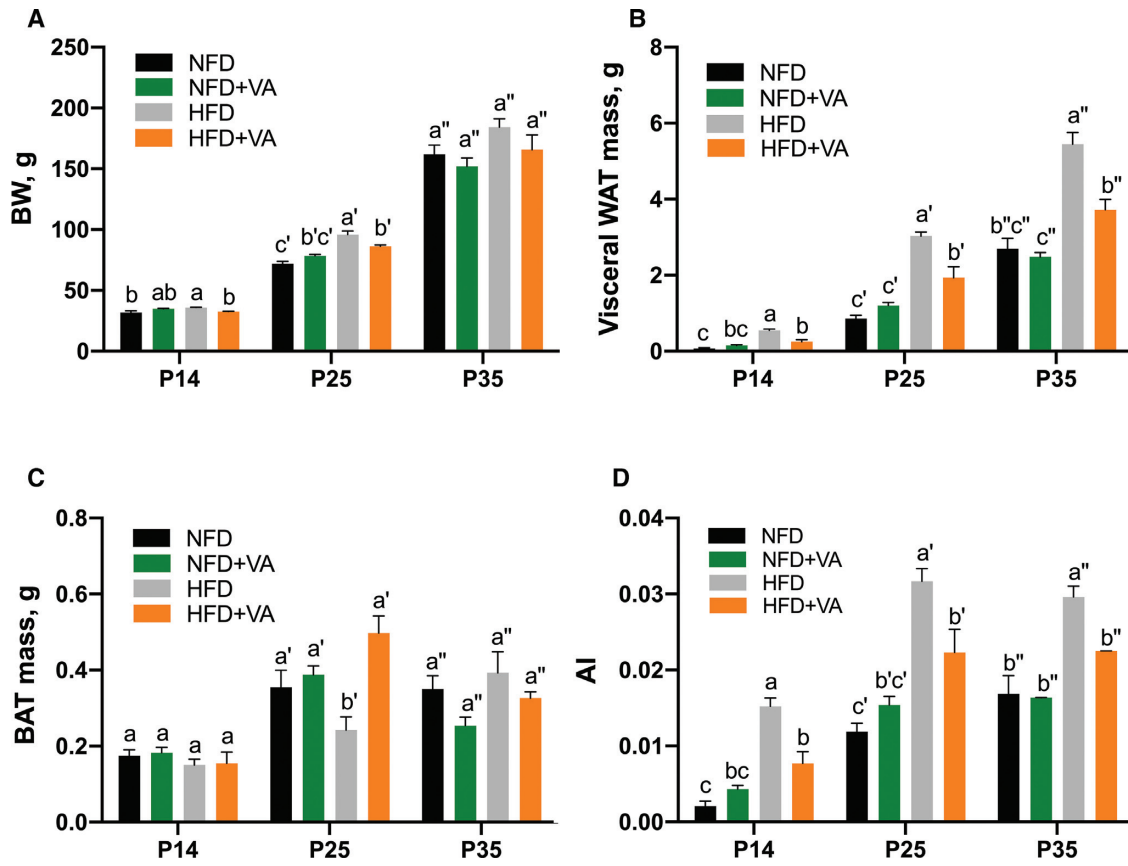 A
BW, g
250
200
150
100
50
0
NFD
NFD+VA
HFD
HFD+VA
b ab a b
c' b'c' a' b'
a" a" a" a"
P14 P25 P35
B
Visceral WAT mass, g
8
6
4
2
0
NFD
NFD+VA
HFD
HFD+VA
c bc a b
c' c' a' b'
b"c" c" a" b"
P14 P25 P35
C
BAT mass, g
0.8
0.6
0.4
0.2
0.0
NFD
NFD+VA
HFD
HFD+VA
a a a a
a' a' b' a'
a" a" a" a"
P14 P25 P35
D
AI
0.04
0.03
0.02
0.01
0.00
NFD
NFD+VA
HFD
HFD+VA
c bc a b
c' b'c' a' b'
b" b" a" b"
P14 P25 P35